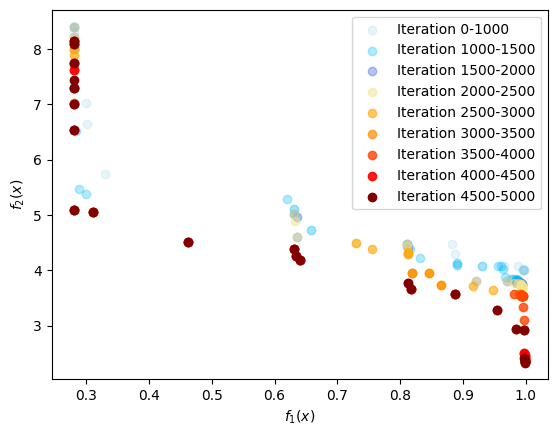 Iteration 0-1000
Iteration 1000-1500
Iteration 1500-2000
Iteration 2000-2500
Iteration 2500-3000
Iteration 3000-3500
Iteration 3500-4000
Iteration 4000-4500
Iteration 4500-5000
f₂(x)
8
7
6
5
4
3
0.3 0.4 0.5 0.6 0.7 0.8 0.9 1.0
f₁(x)